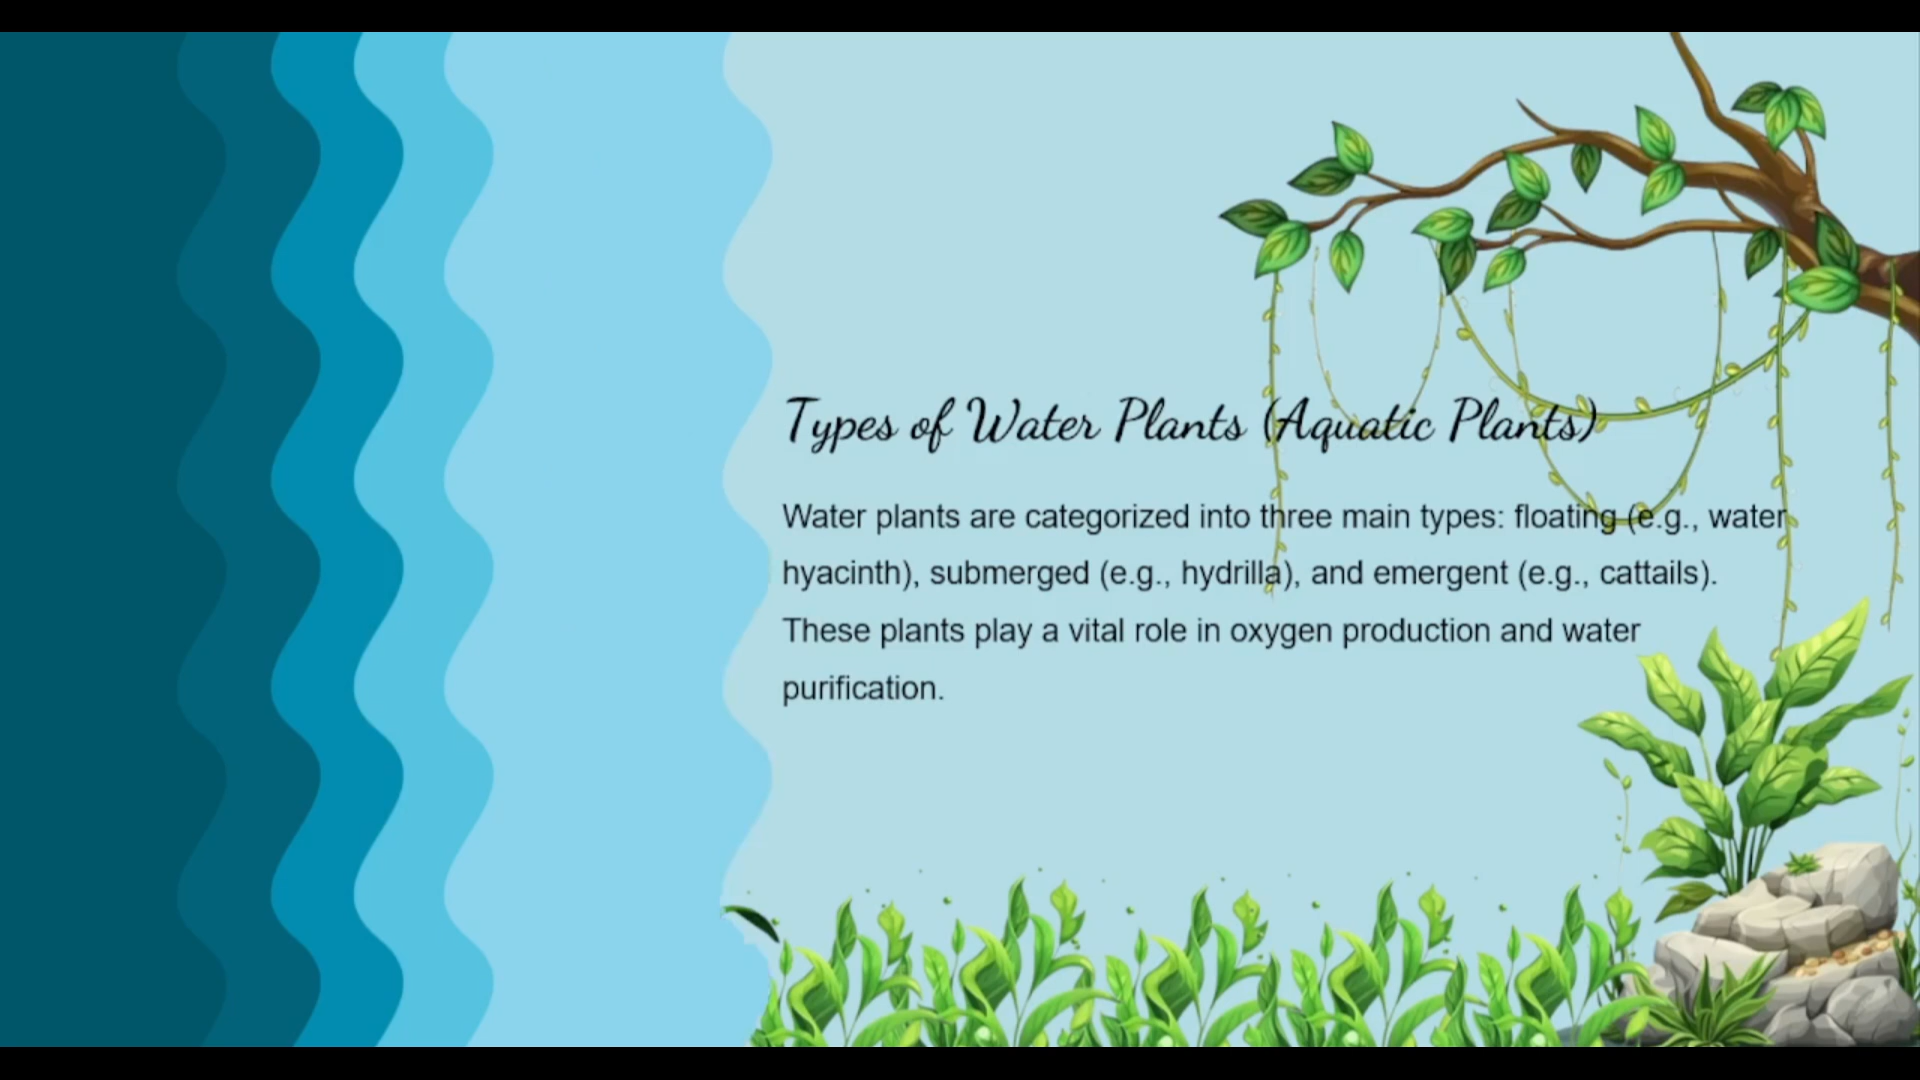 Types of Water Plants (Aquatic Plants)
Water plants are categorized into three main types: floating (e.g., water
hyacinth), submerged (e.g., hydrilla), and emergent (e.g., cattails).
These plants play a vital role in oxygen production and water
purification.